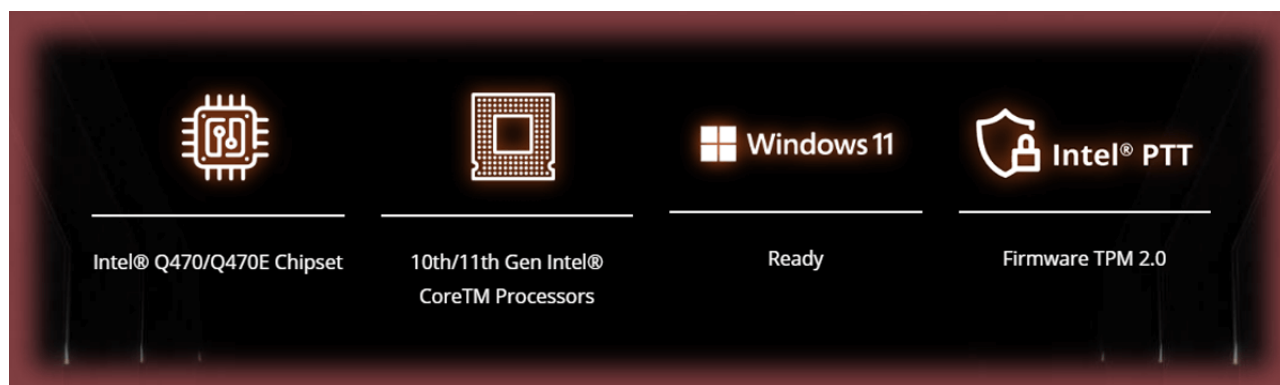 Windows 11
Intel® PTT
Intel® Q470/Q470E Chipset
10th/11th Gen Intel®
CoreTM Processors
Ready
Firmware TPM 2.0